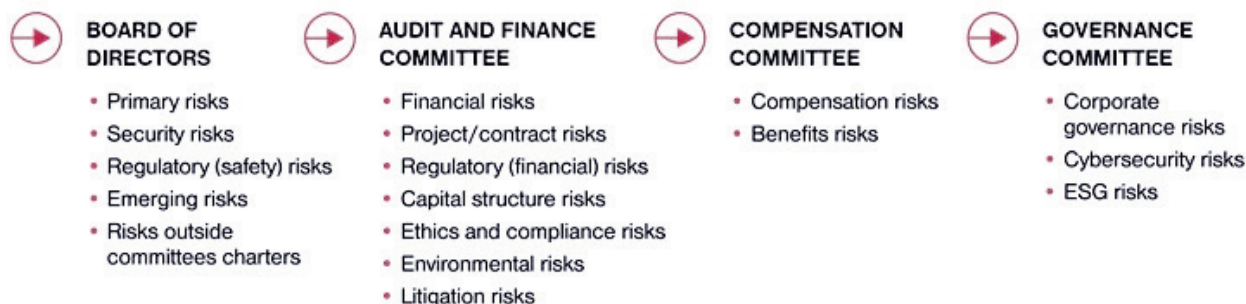 BOARD OF
DIRECTORS
• Primary risks
• Security risks
• Regulatory (safety) risks
• Emerging risks
• Risks outside
committees charters
AUDIT AND FINANCE
COMMITTEE
• Financial risks
• Project/contract risks
• Regulatory (financial) risks
• Capital structure risks
• Ethics and compliance risks
• Environmental risks
• Litigation risks
COMPENSATION
COMMITTEE
• Compensation risks
• Benefits risks
GOVERNANCE
COMMITTEE
• Corporate
governance risks
• Cybersecurity risks
• ESG risks